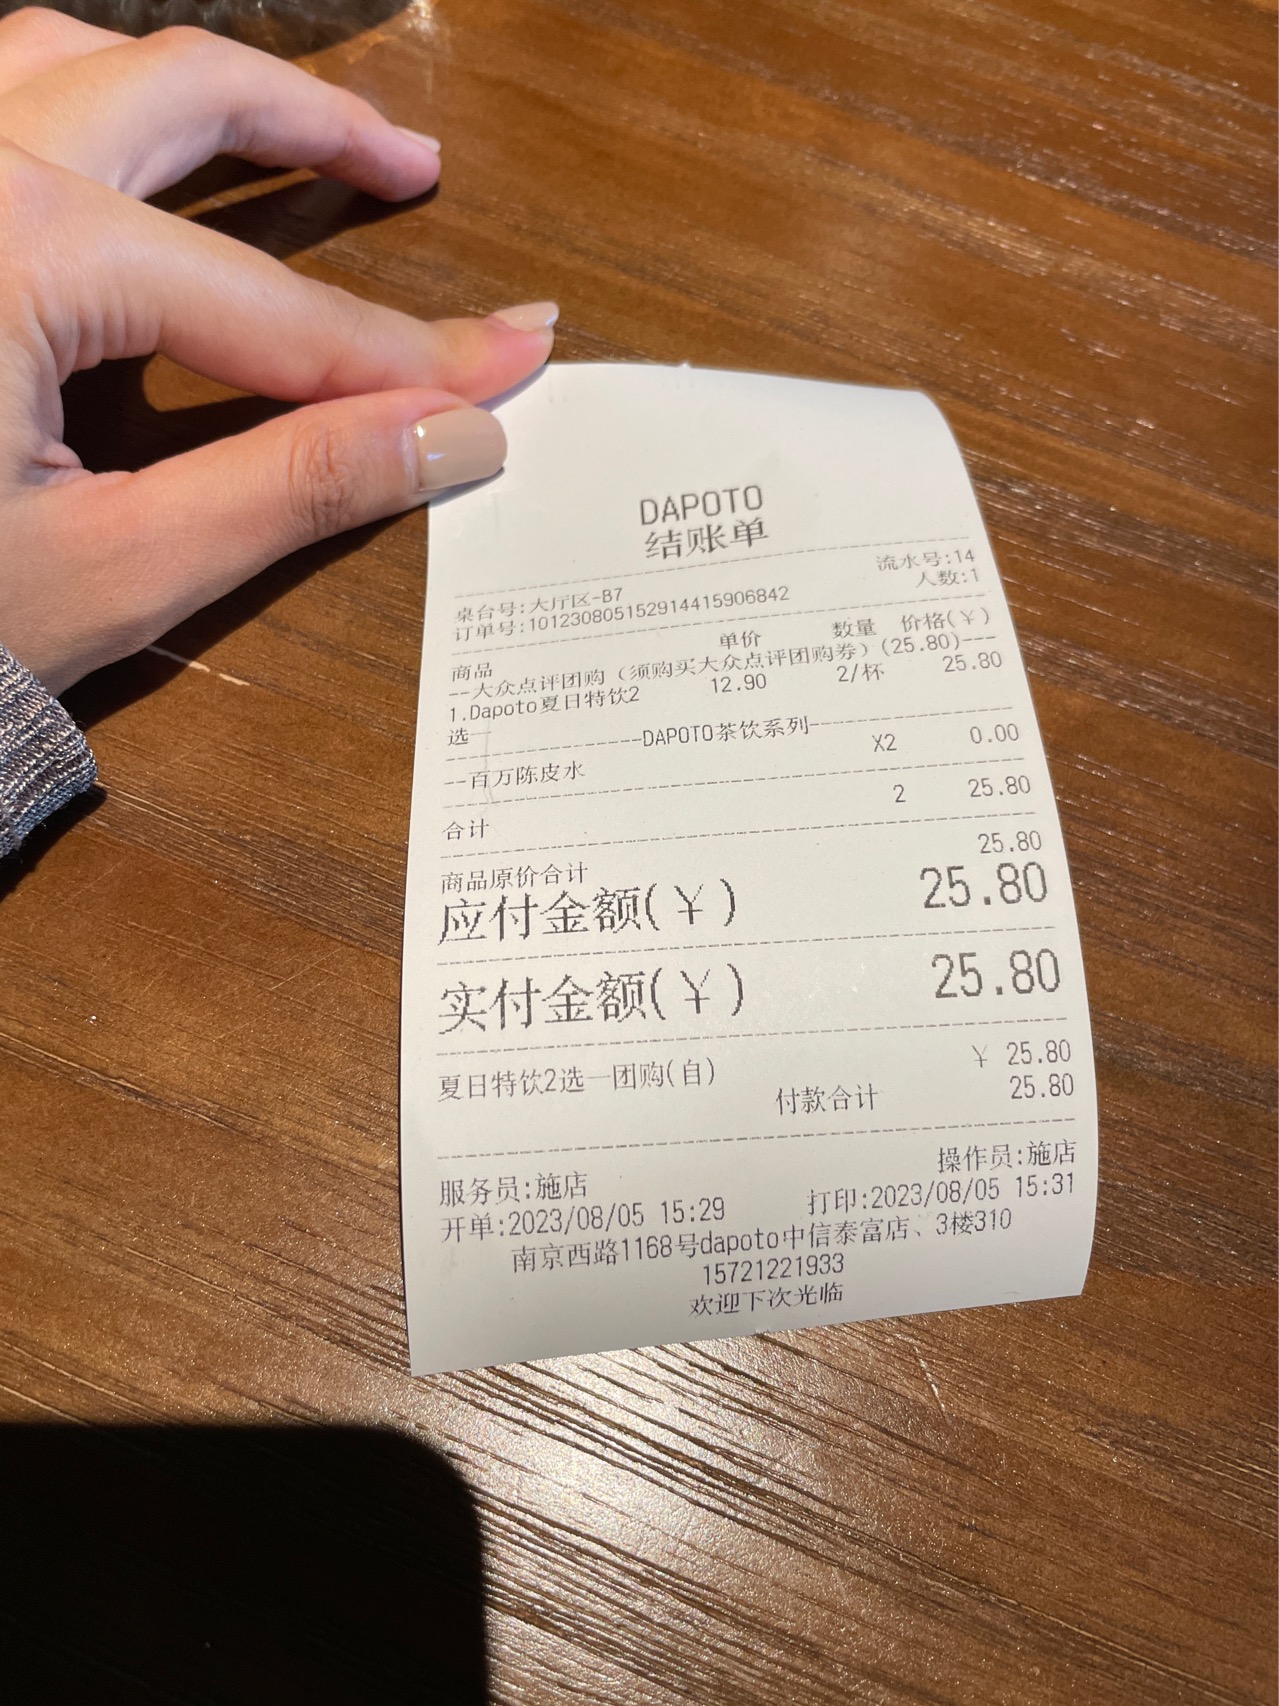 DAPOTO
结账单
流水号:14
桌台号:大厅区-B7 人数:1
订单号:101230805152914415906842
商品 单价 数量 价格(¥)
--大众点评团购（须购买大众点评团购券）(25.80)---
1.Dapoto夏日特饮2 12.90 2/杯 25.80
选一
-----------DAPOTO茶饮系列-----------
--百万陈皮水 X2 0.00
合计 2 25.80
商品原价合计 25.80
应付金额(¥) 25.80
实付金额(¥) 25.80
夏日特饮2选一团购(自) ¥ 25.80
付款合计 25.80
服务员:施店 操作员:施店
开单:2023/08/05 15:29 打印:2023/08/05 15:31
南京西路1168号dapoto中信泰富店、3楼310
15721221933
欢迎下次光临